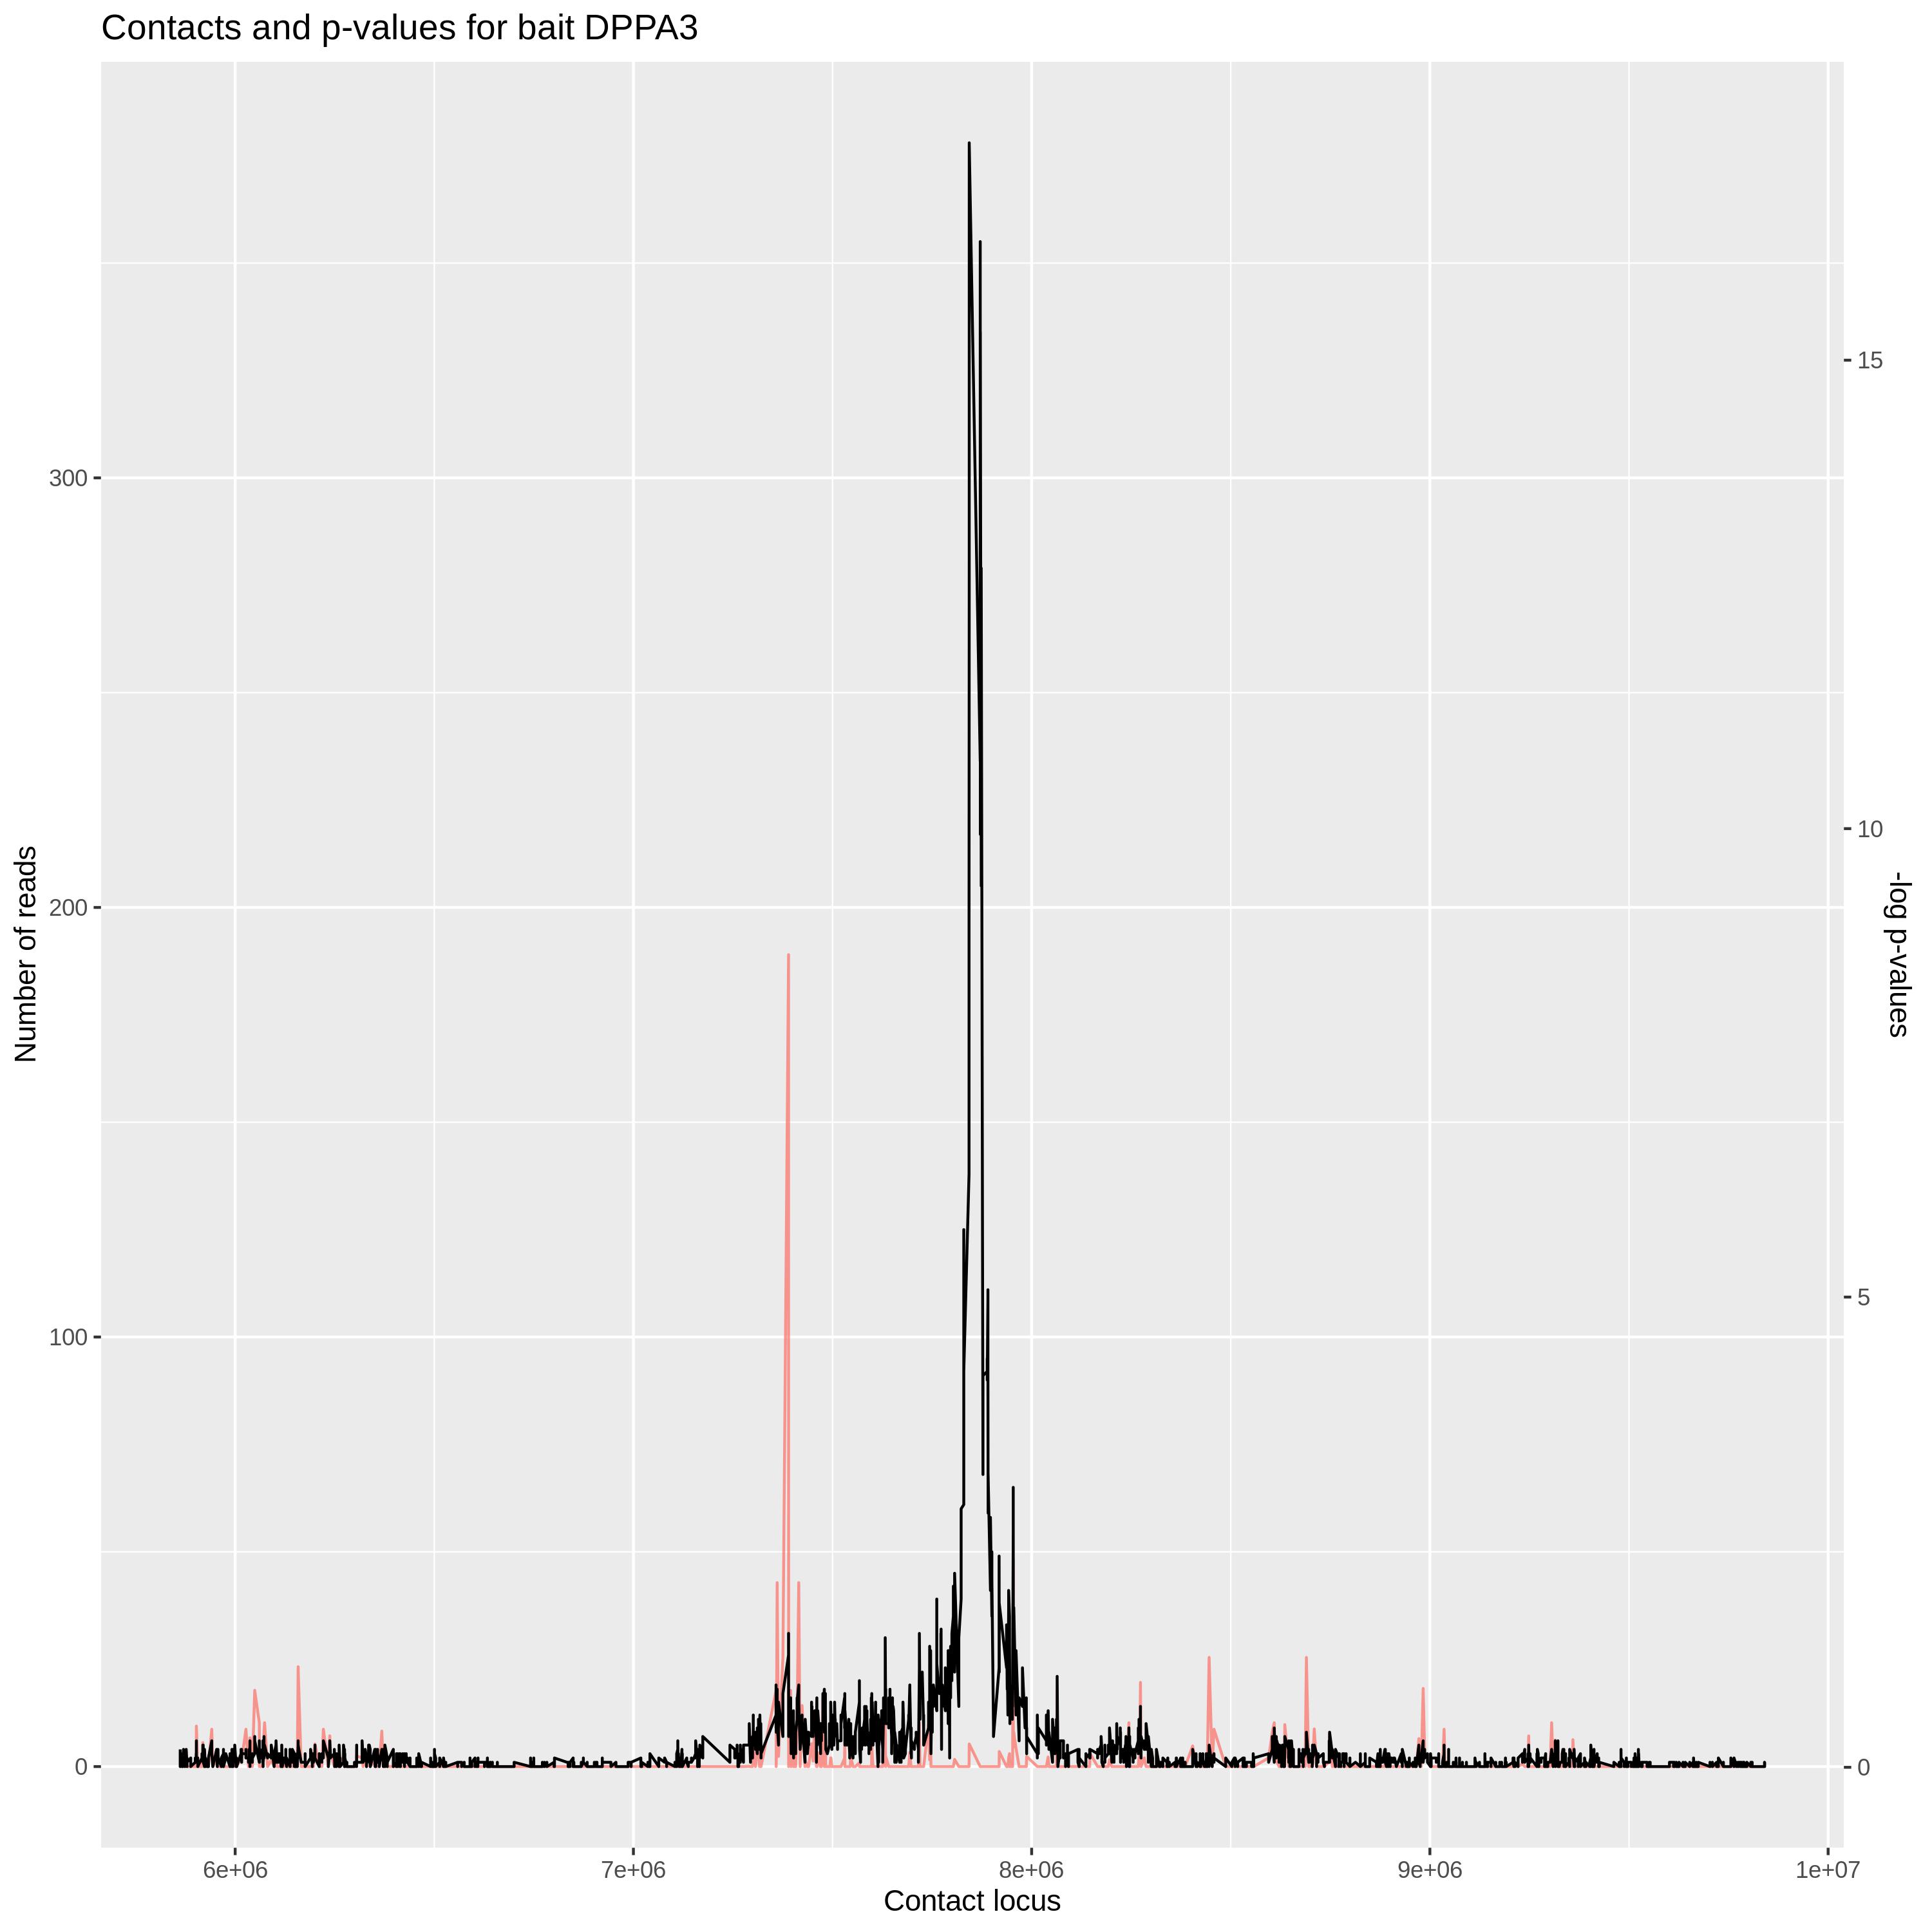 Contacts and p-values for bait DPPA3
300
200
100
0
Number of reads
15
10
5
0
-log p-values
6e+06
7e+06
8e+06
9e+06
1e+07
Contact locus